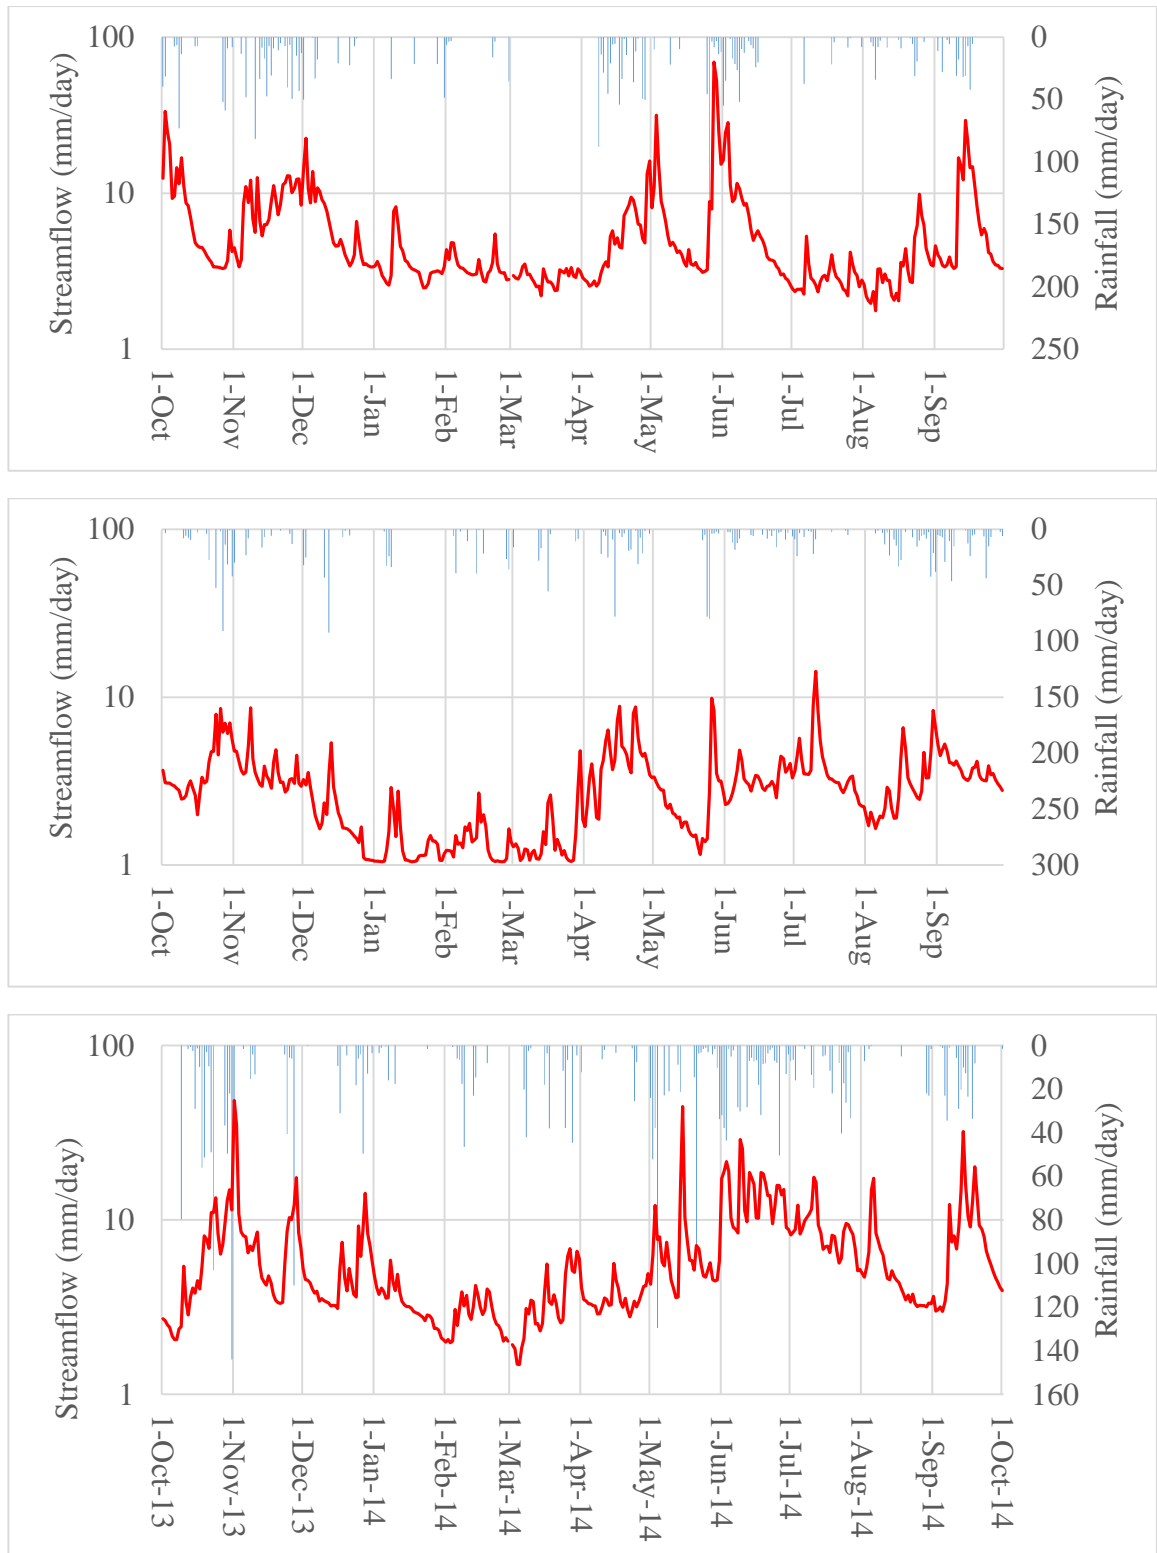 100
10
1
Streamflow (mm/day)
0
50
100
150
200
250
Rainfall (mm/day)
1-Oct
1-Nov
1-Dec
1-Jan
1-Feb
1-Mar
1-Apr
1-May
1-Jun
1-Jul
1-Aug
1-Sep
100
10
1
Streamflow (mm/day)
0
50
100
150
200
250
300
Rainfall (mm/day)
1-Oct
1-Nov
1-Dec
1-Jan
1-Feb
1-Mar
1-Apr
1-May
1-Jun
1-Jul
1-Aug
1-Sep
100
10
1
Streamflow (mm/day)
0
20
40
60
80
100
120
140
160
Rainfall (mm/day)
1-Oct-13
1-Nov-13
1-Dec-13
1-Jan-14
1-Feb-14
1-Mar-14
1-Apr-14
1-May-14
1-Jun-14
1-Jul-14
1-Aug-14
1-Sep-14
1-Oct-14